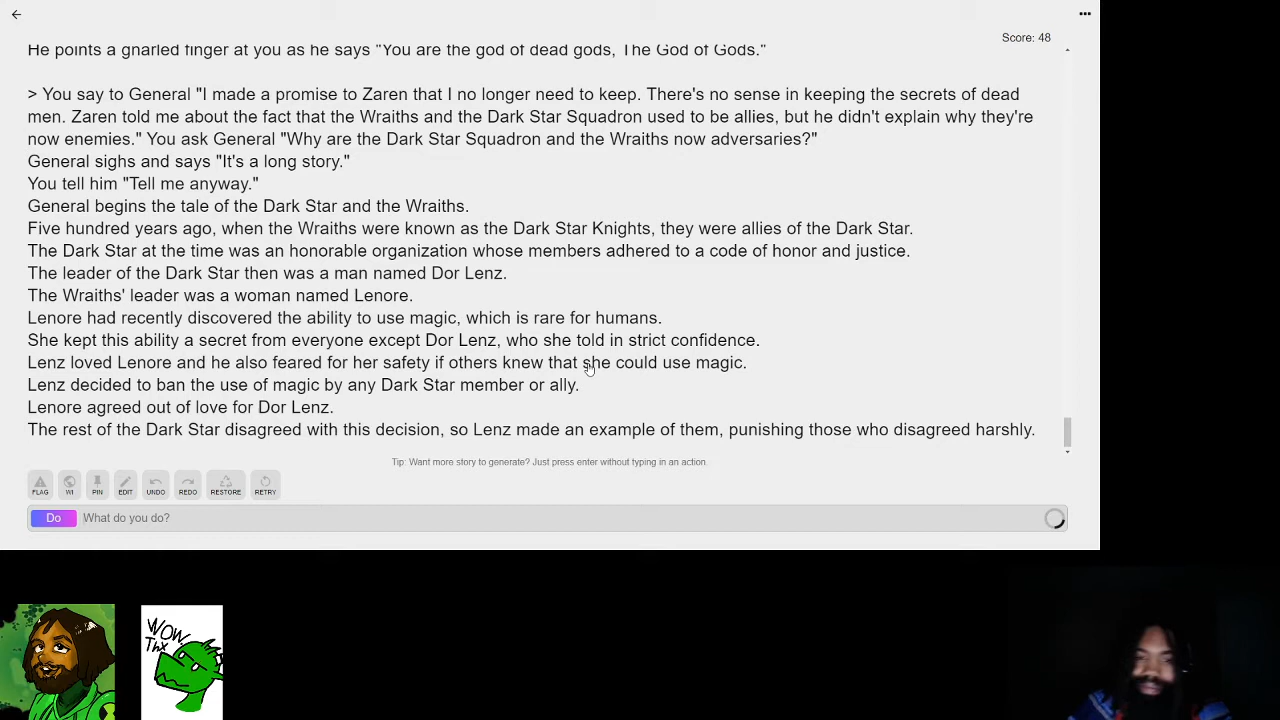 Score: 48
He points a gnarled finger at you as he says "You are the god of dead gods, The God of Gods."
> You say to General "I made a promise to Zaren that I no longer need to keep. There's no sense in keeping the secrets of dead
men. Zaren told me about the fact that the Wraiths and the Dark Star Squadron used to be allies, but he didn't explain why they're
now enemies." You ask General "Why are the Dark Star Squadron and the Wraiths now adversaries?"
General sighs and says "It's a long story."
You tell him "Tell me anyway."
General begins the tale of the Dark Star and the Wraiths.
Five hundred years ago, when the Wraiths were known as the Dark Star Knights, they were allies of the Dark Star.
The Dark Star at the time was an honorable organization whose members adhered to a code of honor and justice.
The leader of the Dark Star then was a man named Dor Lenz.
The Wraiths' leader was a woman named Lenore.
Lenore had recently discovered the ability to use magic, which is rare for humans.
She kept this ability a secret from everyone except Dor Lenz, who she told in strict confidence.
Lenz loved Lenore and he also feared for her safety if others knew that she could use magic.
Lenz decided to ban the use of magic by any Dark Star member or ally.
Lenore agreed out of love for Dor Lenz.
The rest of the Dark Star disagreed with this decision, so Lenz made an example of them, punishing those who disagreed harshly.
Tip: Want more story to generate? Just press enter without typing in an action.
FLAG WI PIN EDIT UNDO REDO RESTORE RETRY
Do What do you do?
WOW
Thx